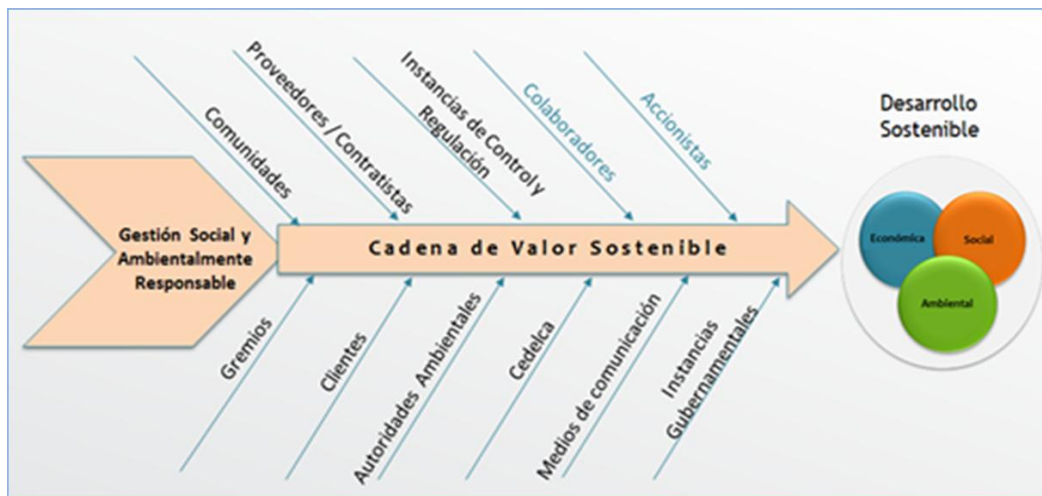 Comunidades
Proveedores / Contratistas
Instancias de Control y
Regulación
Colaboradores
Accionistas
Desarrollo
Sostenible
Gestión Social y
Ambientalmente
Responsable
Cadena de Valor Sostenible
Económica
Social
Ambiental
Gremios
Clientes
Autoridades Ambientales
Cedelca
Medios de comunicación
Instancias
Gubernamentales